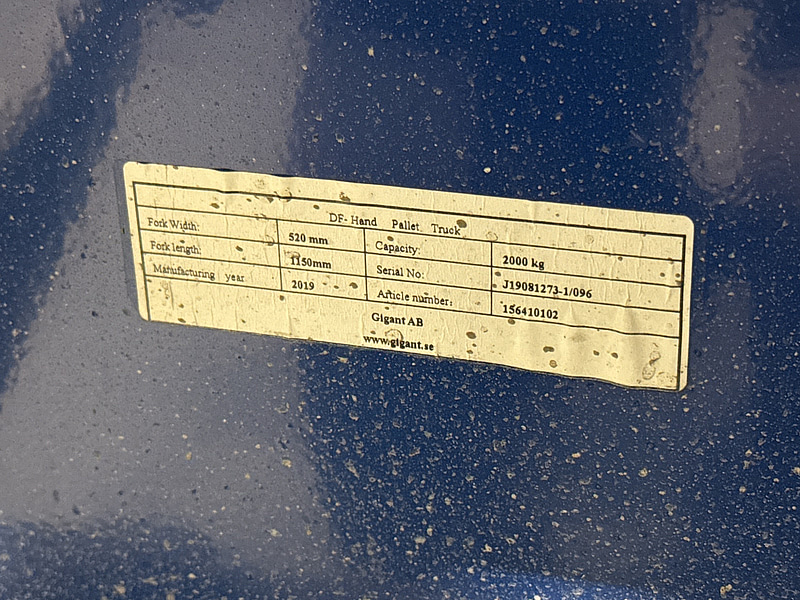 DF- Hand Pallet Truck
Fork Width: 520 mm Capacity: 2000 kg
Fork length: 1150mm Serial No: J19081273-1/096
Manufacturing year 2019 Article number: 156410102
Gigant AB
www.gigant.se